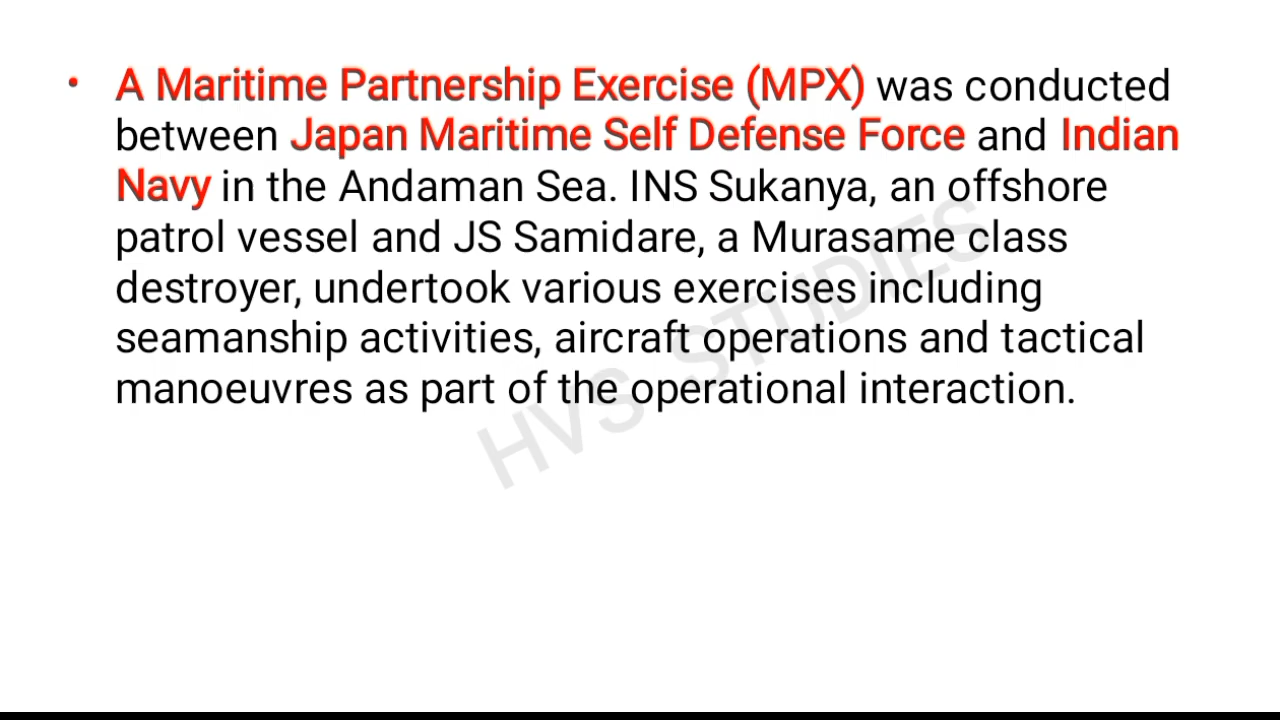 • A Maritime Partnership Exercise (MPX) was conducted
between Japan Maritime Self Defense Force and Indian
Navy in the Andaman Sea. INS Sukanya, an offshore
patrol vessel and JS Samidare, a Murasame class
destroyer, undertook various exercises including
seamanship activities, aircraft operations and tactical
manoeuvres as part of the operational interaction.
HVS STUDIES